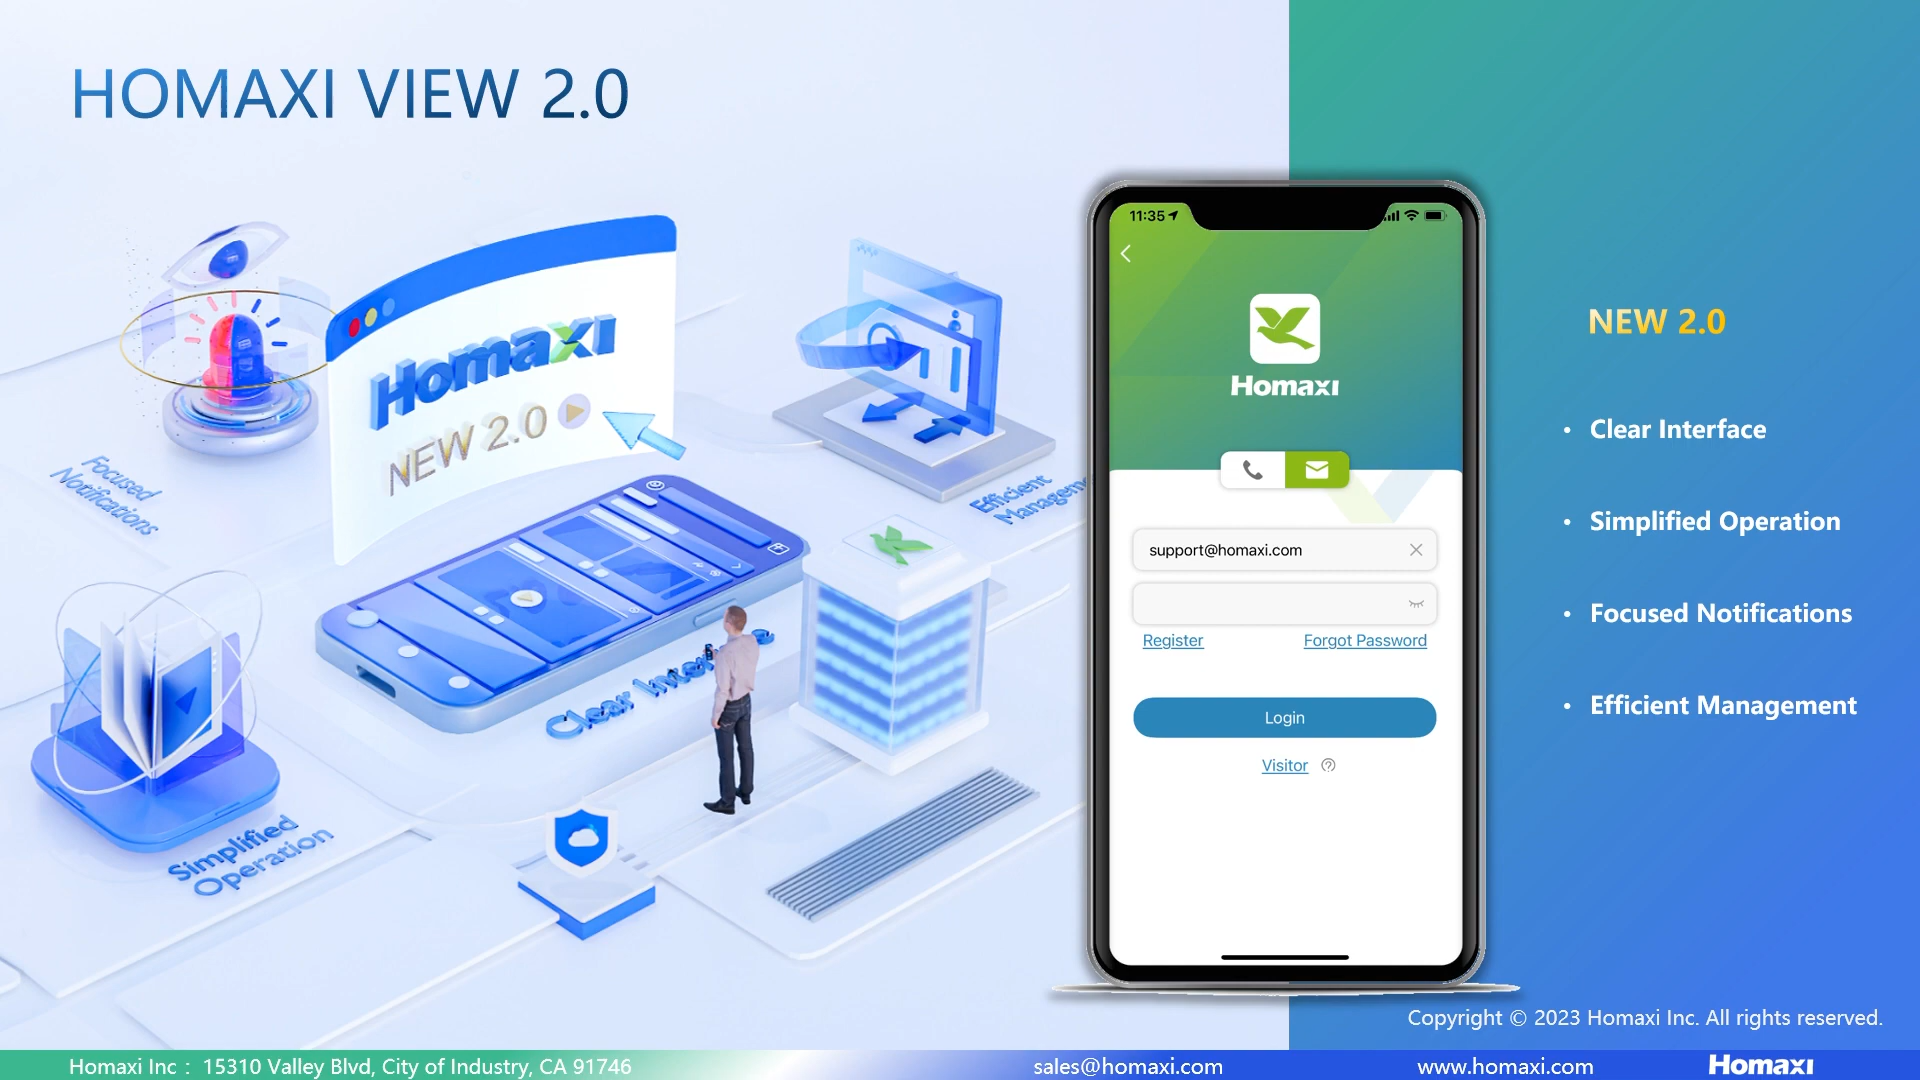 HOMAXI VIEW 2.0
Homaxi
NEW 2.0
Focused
Notifications
Efficient
Clear
Simplified
Operation
11:35
Homaxi
support@homaxi.com
Register
Forgot Password
Login
Visitor
NEW 2.0
• Clear Interface
• Simplified Operation
• Focused Notifications
• Efficient Management
Copyright © 2023 Homaxi Inc. All rights reserved.
Homaxi Inc : 15310 Valley Blvd, City of Industry, CA 91746
sales@homaxi.com
www.homaxi.com
Homaxi